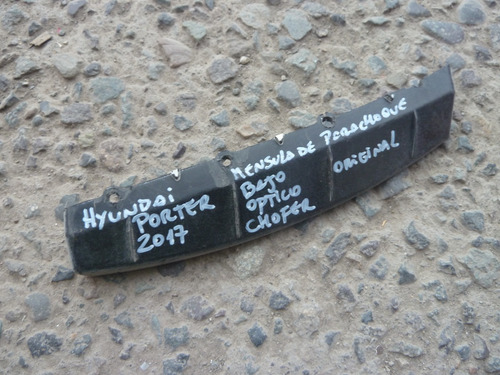 HYUNDAI
PORTER
2017
MENSULA DE PARACHOQUE
BAJO
OPTICO
CHOFER
ORIGINAL